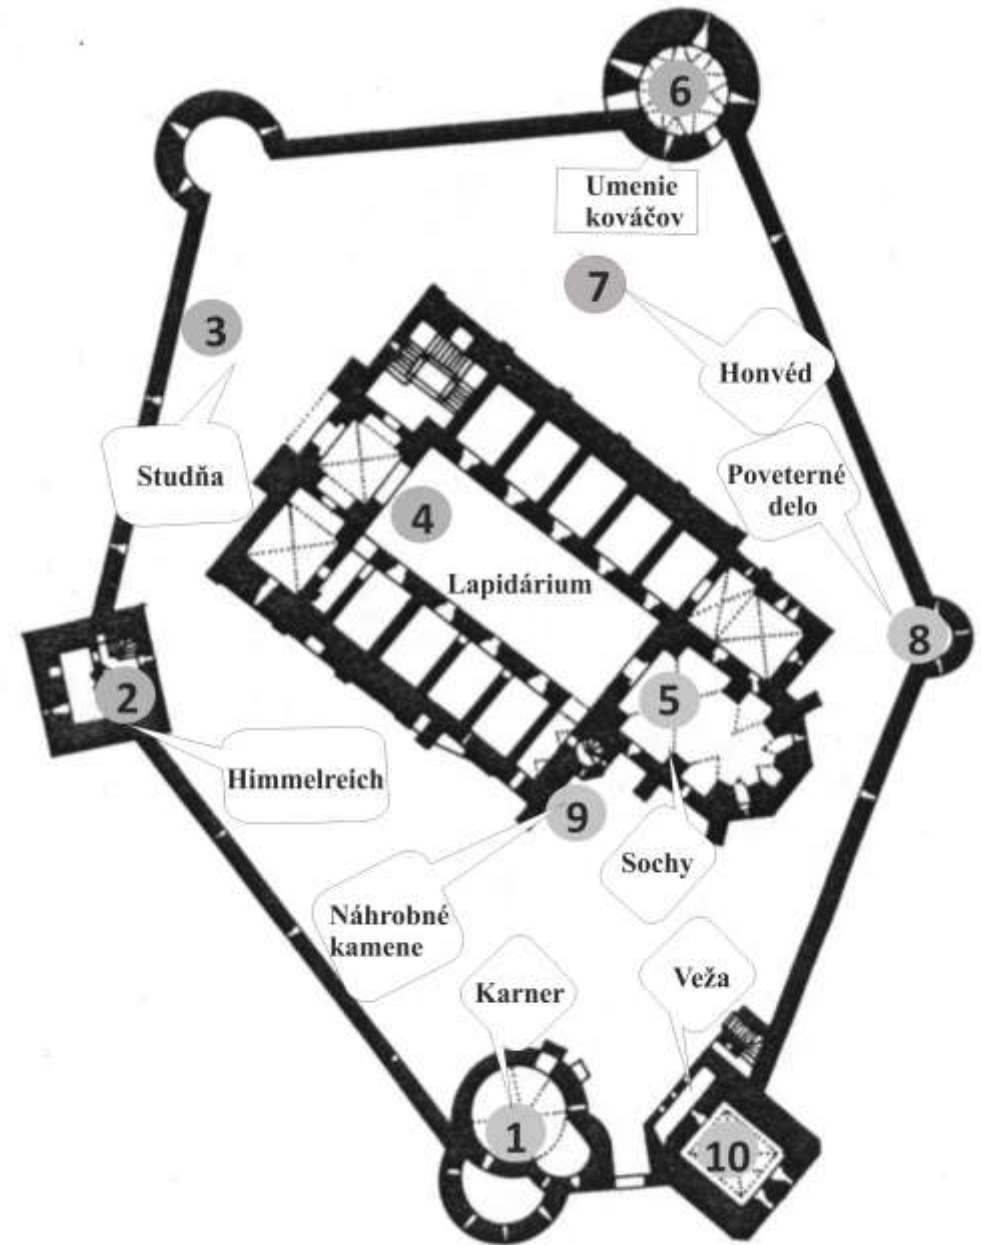 6
Umenie
kováčov
7
3
Honvéd
Studňa
Poveterné
delo
4
Lapidárium
8
2
5
Himmelreich
9
Sochy
Náhrobné
kamene
Karner
Veža
1
10